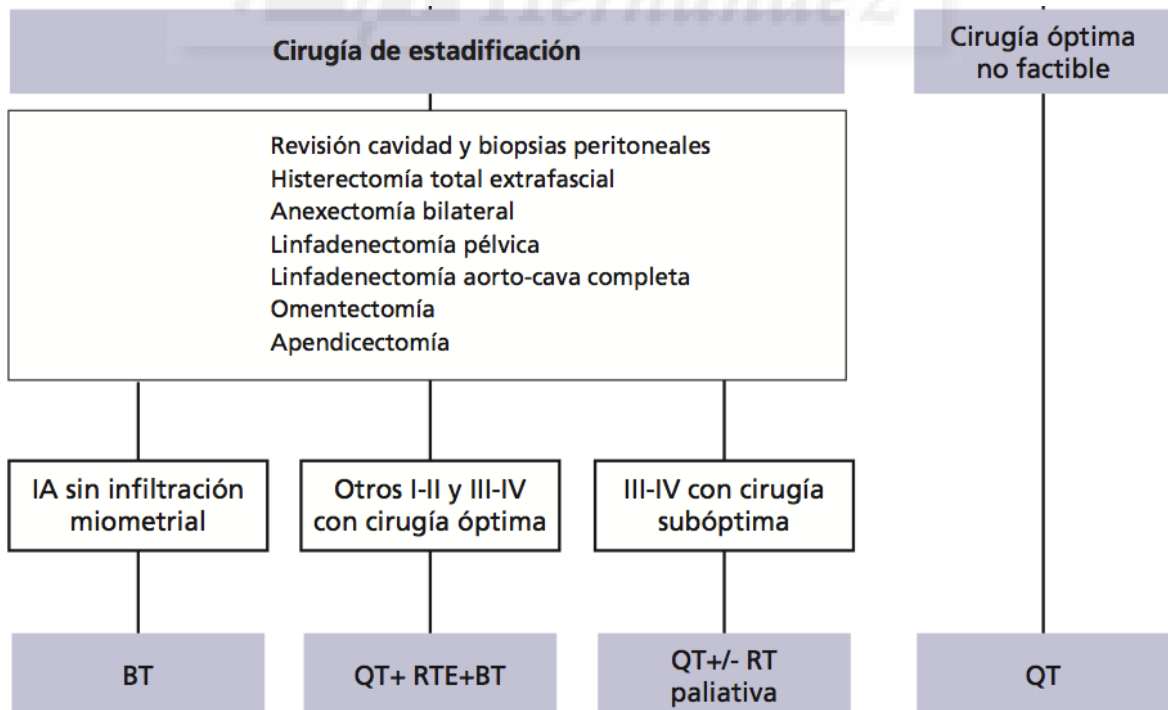 Hernández
Cirugía de estadificación
Cirugía óptima
no factible
Revisión cavidad y biopsias peritoneales
Histerectomía total extrafascial
Anexectomía bilateral
Linfadenectomía pélvica
Linfadenectomía aorto-cava completa
Omentectomía
Apendicectomía
IA sin infiltración
miometrial
Otros I-II y III-IV
con cirugía óptima
III-IV con cirugía
subóptima
BT
QT+ RTE+BT
QT+/- RT
paliativa
QT